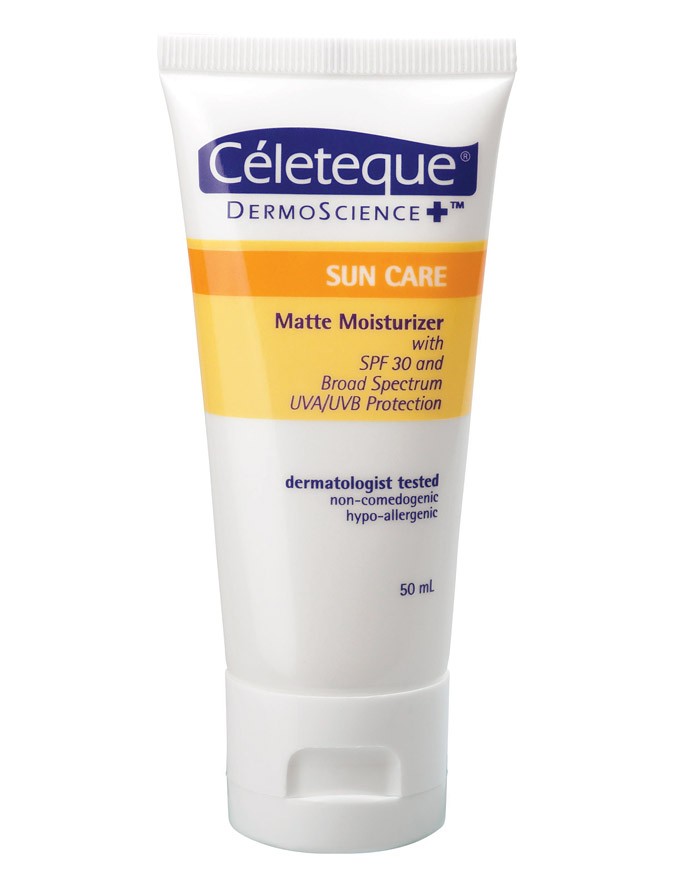 Céleteque®
DERMOSCIENCE+™
SUN CARE
Matte Moisturizer
with
SPF 30 and
Broad Spectrum
UVA/UVB Protection
dermatologist tested
non-comedogenic
hypo-allergenic
50 mL